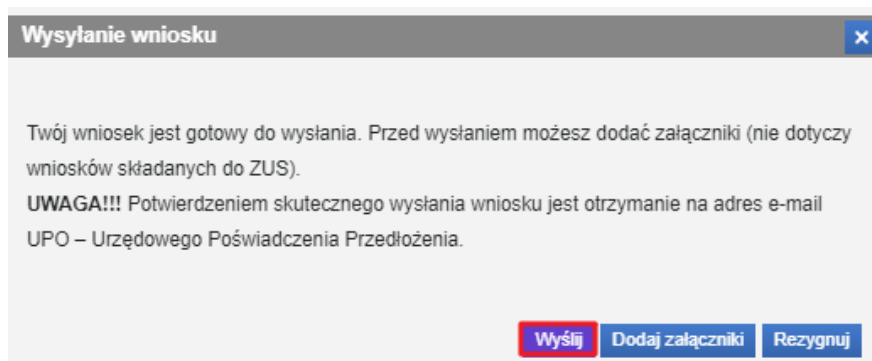 Wysyłanie wniosku
×
Twój wniosek jest gotowy do wysłania. Przed wysłaniem możesz dodać załączniki (nie dotyczy
wniosków składanych do ZUS).
UWAGA!!! Potwierdzeniem skutecznego wysłania wniosku jest otrzymanie na adres e-mail
UPO – Urzędowego Poświadczenia Przedłożenia.
Wyślij Dodaj załączniki Rezygnuj